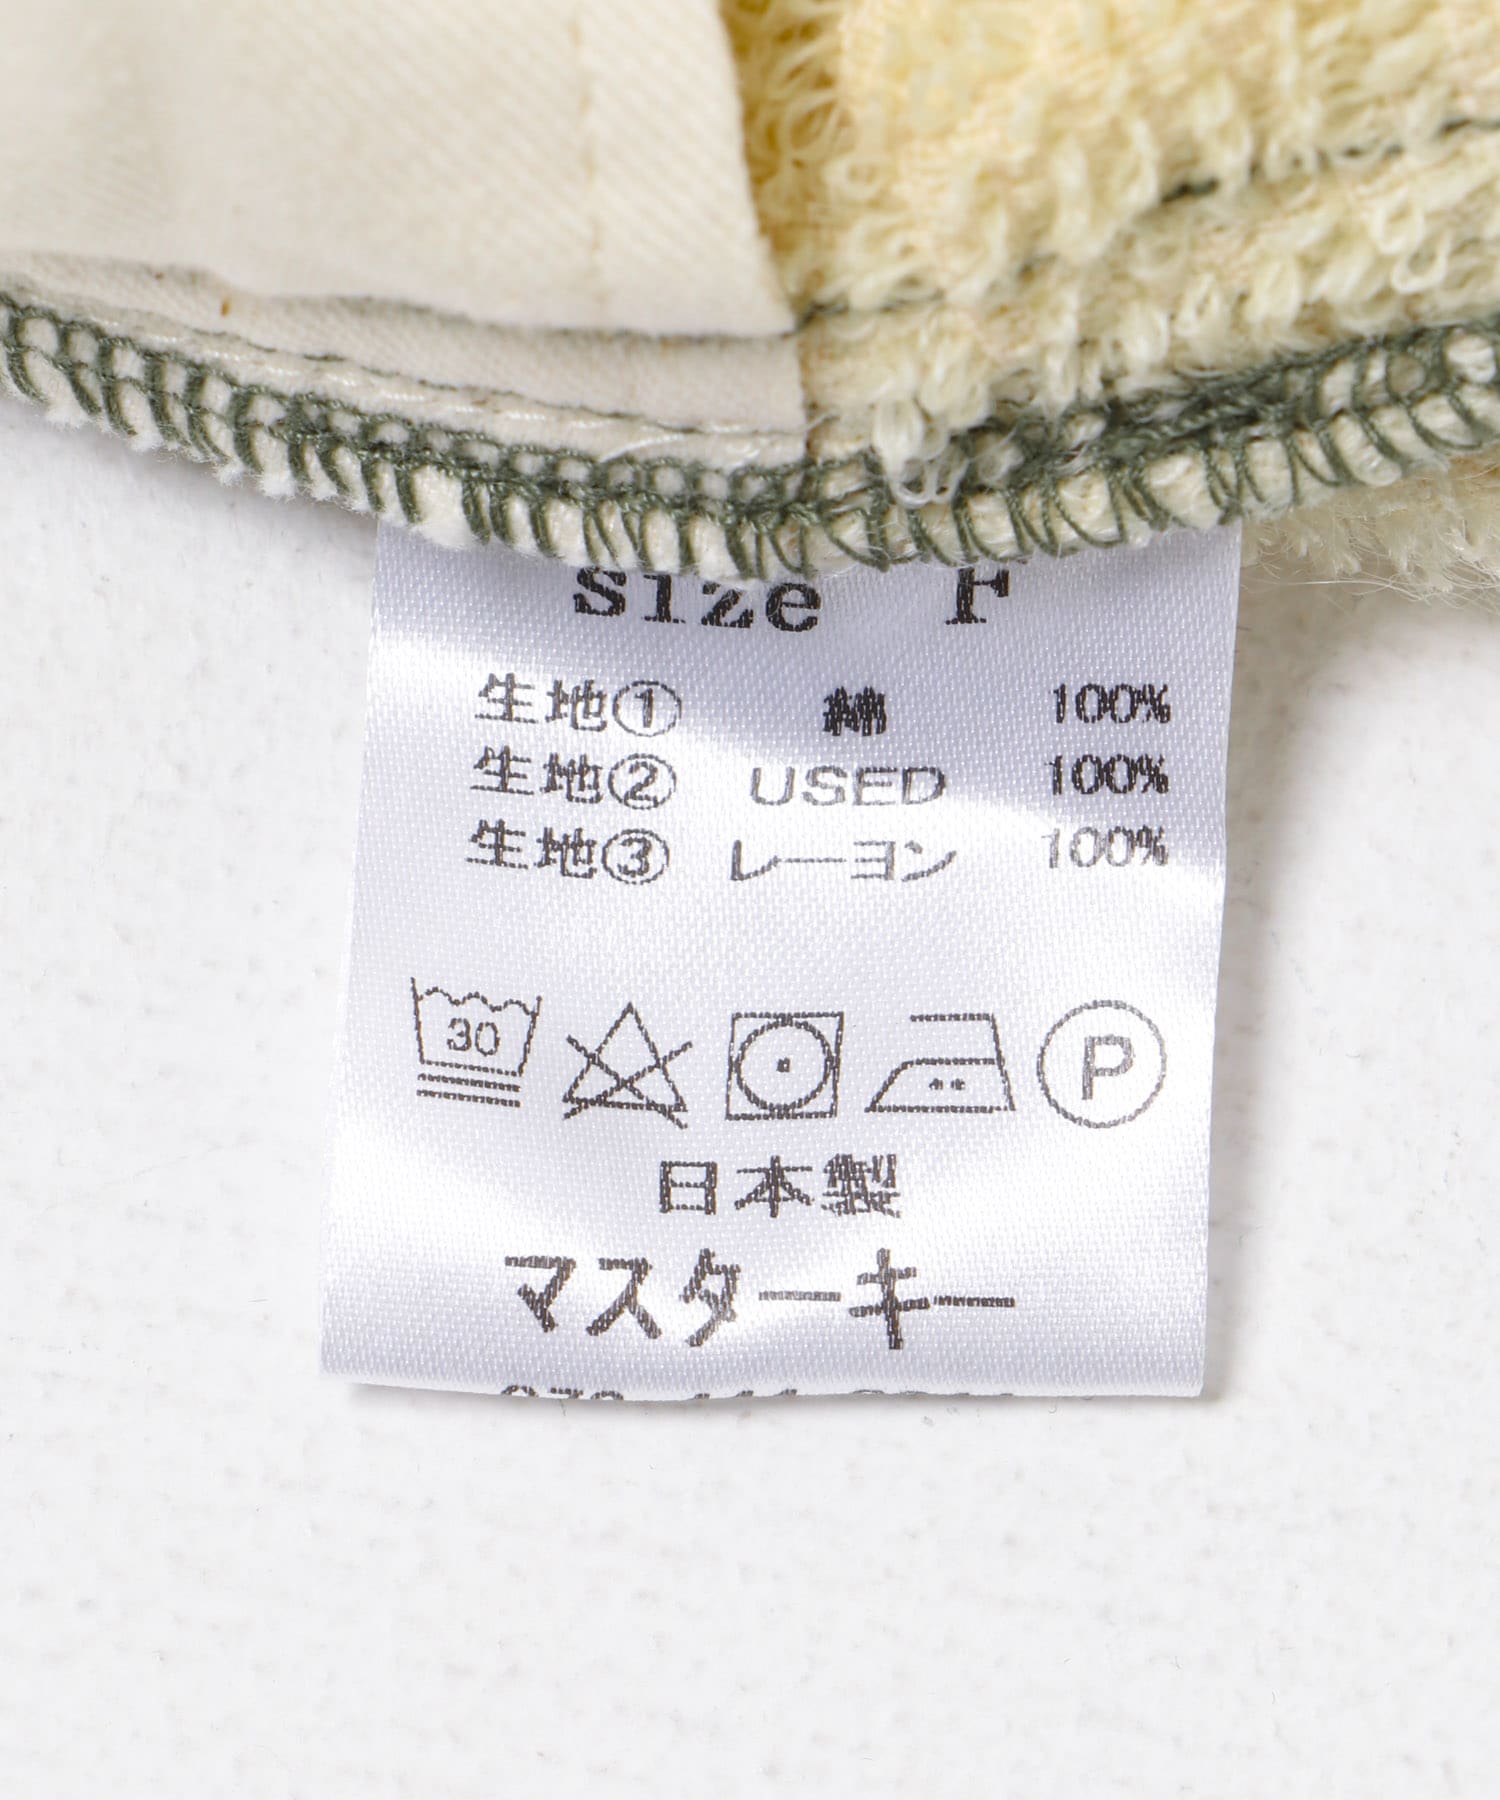 Size F
生地① 綿 100%
生地② USED 100%
生地③ レーヨン 100%
30
P
日本製
マスターキー